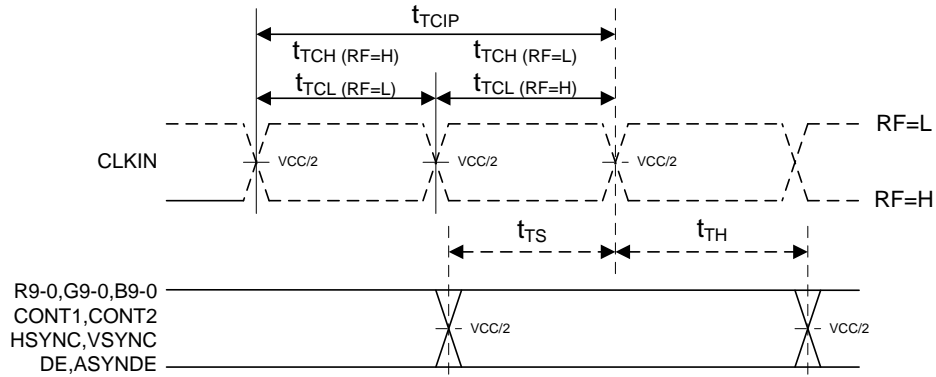 tTCIP
tTCH (RF=H) tTCH (RF=L)
tTCL (RF=L) tTCL (RF=H)
RF=L
CLKIN VCC/2 VCC/2 VCC/2
RF=H
tTS tTH
R9-0,G9-0,B9-0
CONT1,CONT2
VCC/2 VCC/2
HSYNC,VSYNC
DE,ASYNDE